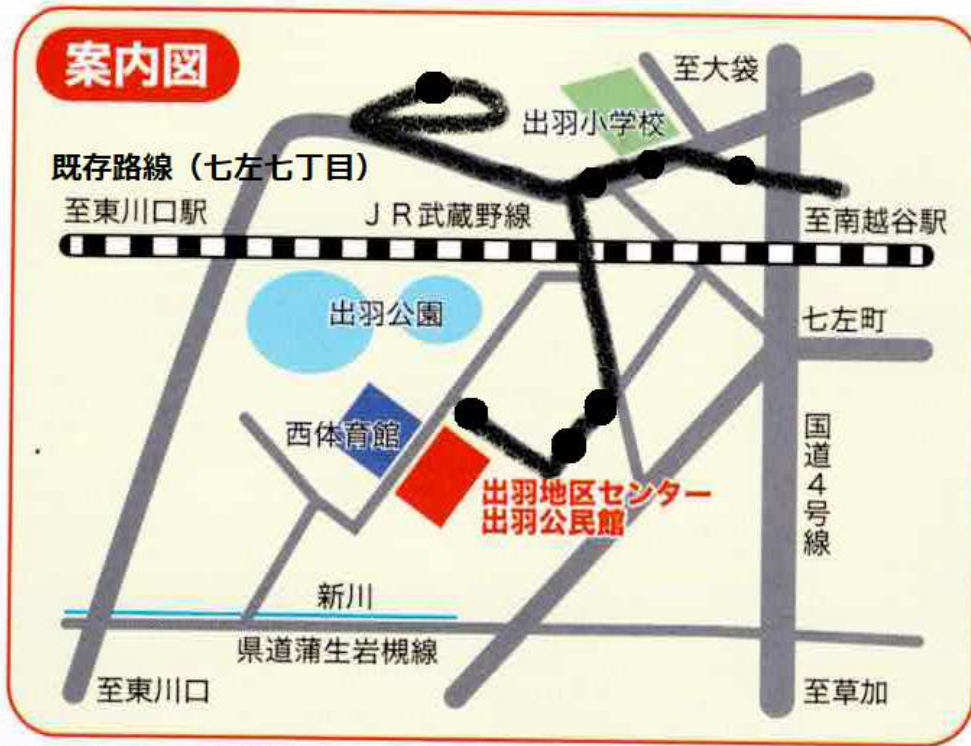 案内図
至大袋
出羽小学校
既存路線（七左七丁目）
至東川口駅
ＪＲ武蔵野線
至南越谷駅
出羽公園
七左町
西体育館
国道４号線
出羽地区センター
出羽公民館
新川
県道蒲生岩槻線
至東川口
至草加